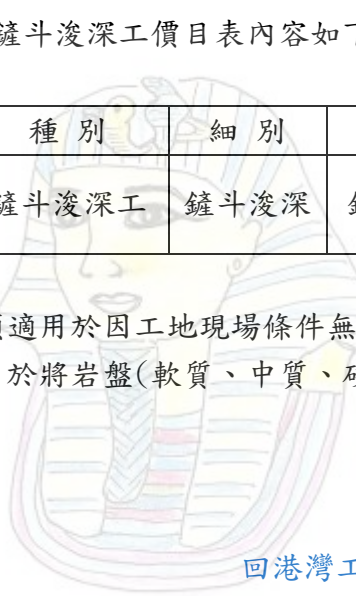 鏟斗浚深工價目表內容如下
種別 細別
鏟斗浚深工 鏟斗浚深
適用於因工地現場條件無
於將岩盤(軟質、中質、
回港灣工